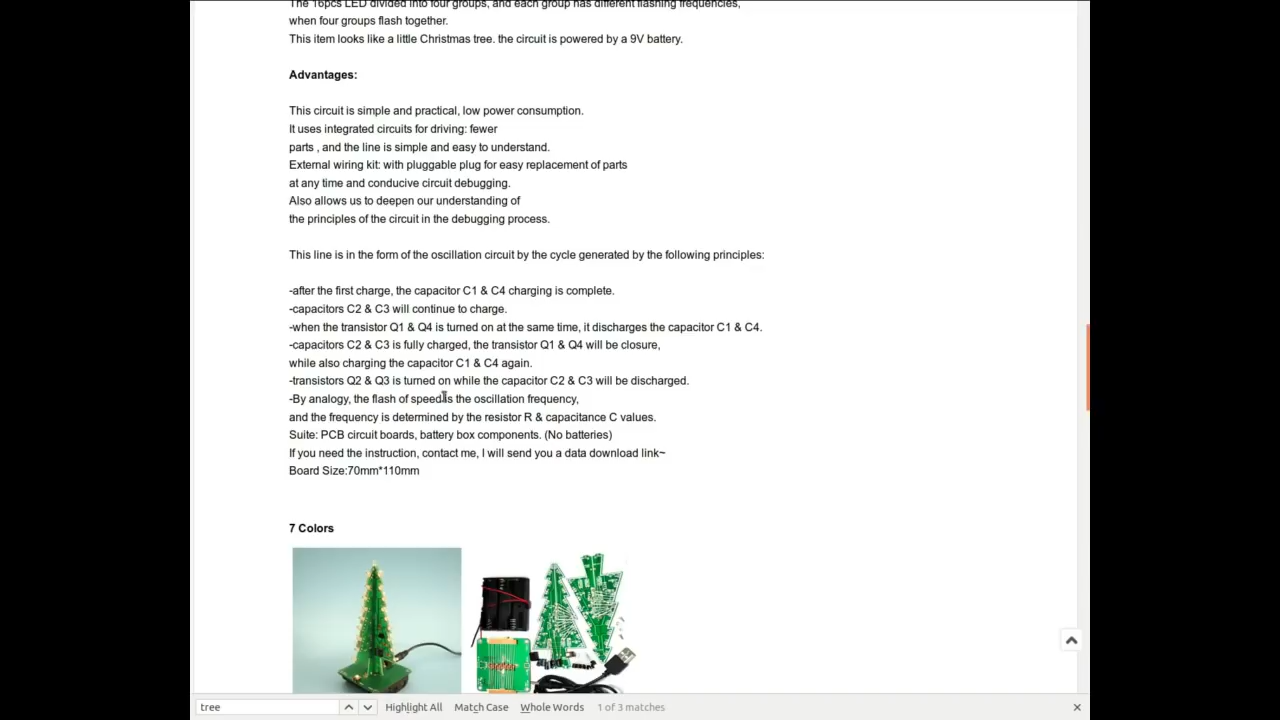 The 16pcs LED divided into four groups, and each group has different flashing frequencies,
when four groups flash together.
This item looks like a little Christmas tree. the circuit is powered by a 9V battery.
Advantages:
This circuit is simple and practical, low power consumption.
It uses integrated circuits for driving: fewer
parts , and the line is simple and easy to understand.
External wiring kit: with pluggable plug for easy replacement of parts
at any time and conducive circuit debugging.
Also allows us to deepen our understanding of
the principles of the circuit in the debugging process.
This line is in the form of the oscillation circuit by the cycle generated by the following principles:
-after the first charge, the capacitor C1 & C4 charging is complete.
-capacitors C2 & C3 will continue to charge.
-when the transistor Q1 & Q4 is turned on at the same time, it discharges the capacitor C1 & C4.
-capacitors C2 & C3 is fully charged, the transistor Q1 & Q4 will be closure,
while also charging the capacitor C1 & C4 again.
-transistors Q2 & Q3 is turned on while the capacitor C2 & C3 will be discharged.
-By analogy, the flash of speed is the oscillation frequency,
and the frequency is determined by the resistor R & capacitance C values.
Suite: PCB circuit boards, battery box components. (No batteries)
If you need the instruction, contact me, I will send you a data download link~
Board Size:70mm*110mm
7 Colors
tree Highlight All Match Case Whole Words 1 of 3 matches